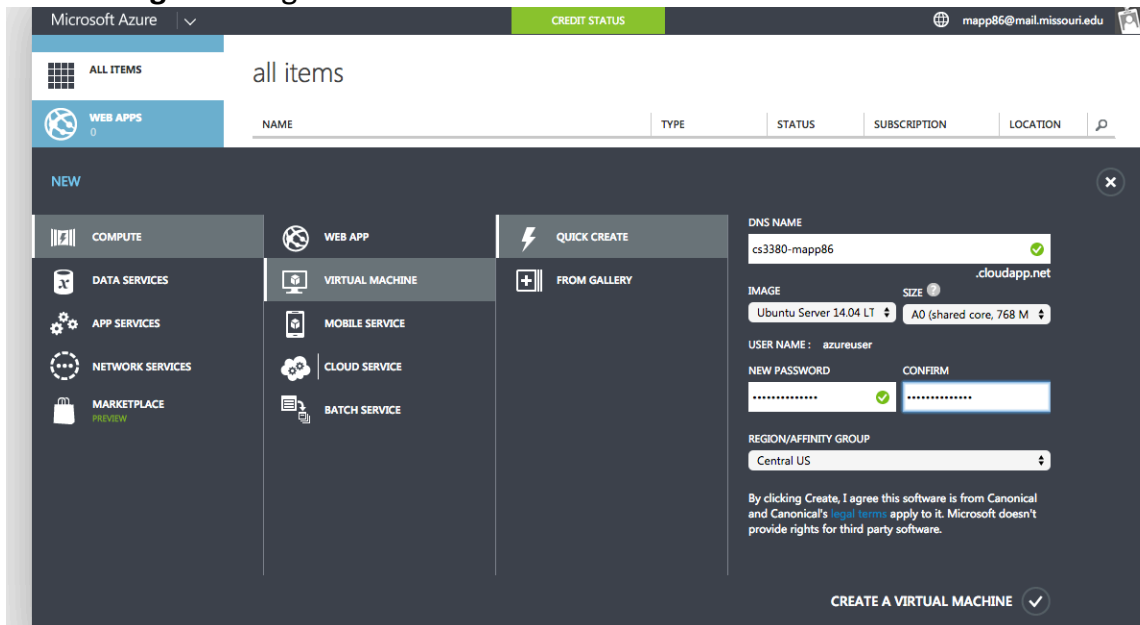 Microsoft Azure
CREDIT STATUS
mapp86@mail.missouri.edu
ALL ITEMS
all items
WEB APPS
0
NAME
TYPE
STATUS
SUBSCRIPTION
LOCATION
NEW
COMPUTE
DATA SERVICES
APP SERVICES
NETWORK SERVICES
MARKETPLACE
PREVIEW
WEB APP
VIRTUAL MACHINE
MOBILE SERVICE
CLOUD SERVICE
BATCH SERVICE
QUICK CREATE
FROM GALLERY
DNS NAME
cs3380-mapp86
.cloudapp.net
IMAGE
SIZE ?
Ubuntu Server 14.04 LT
A0 (shared core, 768 M
USER NAME : azureuser
NEW PASSWORD
CONFIRM
••••••••••••••
••••••••••••••
REGION/AFFINITY GROUP
Central US
By clicking Create, I agree this software is from Canonical
and Canonical's legal terms apply to it. Microsoft doesn't
provide rights for third party software.
CREATE A VIRTUAL MACHINE